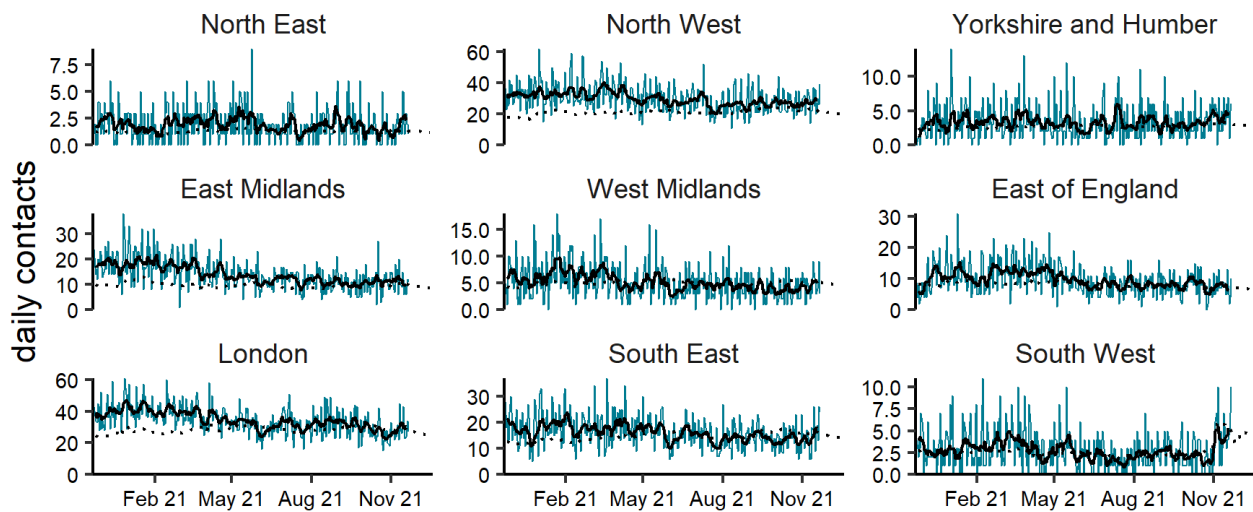 North East
North West
Yorkshire and Humber
7.5
5.0
2.5
0.0
60
40
20
0
10.0
5.0
0.0
daily contacts
East Midlands
West Midlands
East of England
30
20
10
0
15.0
10.0
5.0
0.0
30
20
10
0
London
South East
South West
60
40
20
0
30
20
10
0
10.0
7.5
5.0
2.5
0.0
Feb 21 May 21 Aug 21 Nov 21
Feb 21 May 21 Aug 21 Nov 21
Feb 21 May 21 Aug 21 Nov 21